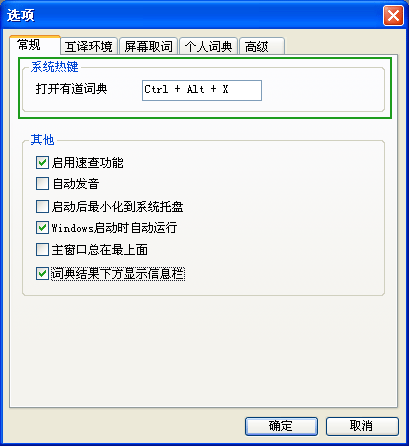 选项
常规 互译环境 屏幕取词 个人词典 高级
系统热键
打开有道词典 Ctrl + Alt + X
其他
启用速查功能
自动发音
启动后最小化到系统托盘
Windows启动时自动运行
主窗口总在最上面
词典结果下方显示信息栏
确定 取消